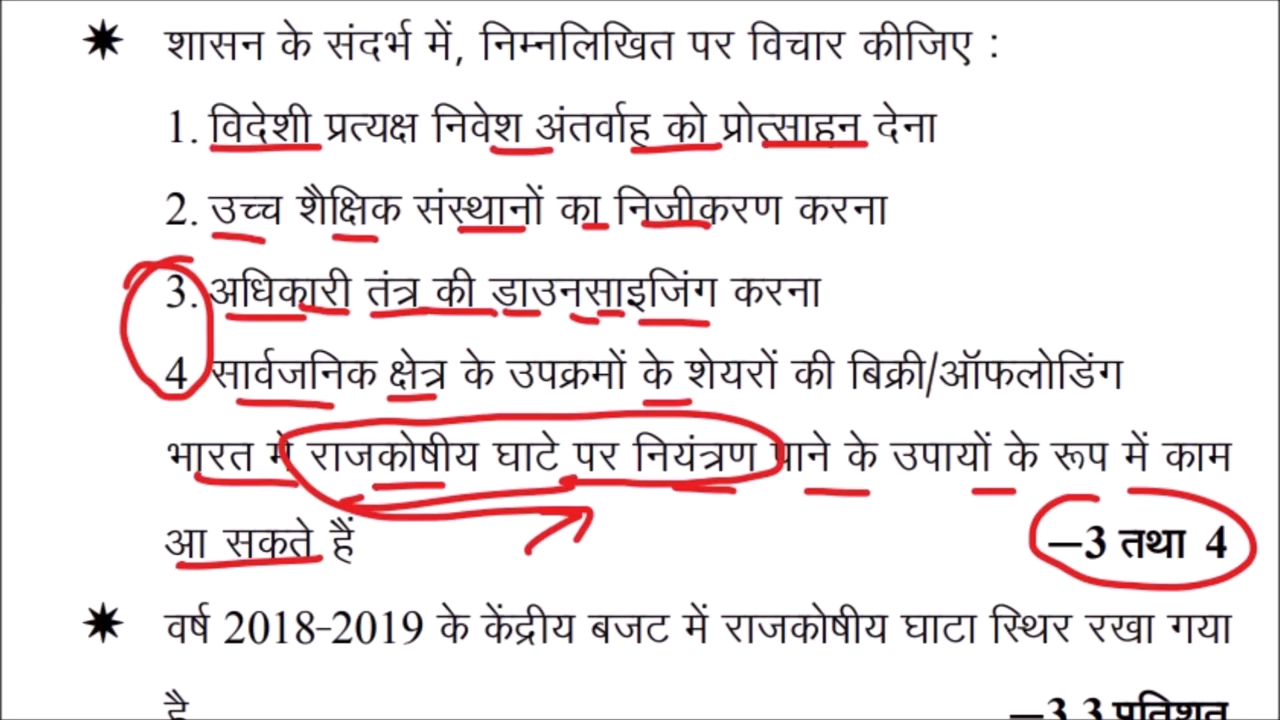 ✷ शासन के संदर्भ में, निम्नलिखित पर विचार कीजिए :
1. विदेशी प्रत्यक्ष निवेश अंतर्वाह को प्रोत्साहन देना
2. उच्च शैक्षिक संस्थानों का निजीकरण करना
3. अधिकारी तंत्र की डाउनसाइजिंग करना
4 सार्वजनिक क्षेत्र के उपक्रमों के शेयरों की बिक्री/ऑफलोडिंग
भारत में राजकोषीय घाटे पर नियंत्रण पाने के उपायों के रूप में काम
आ सकते हैं —3 तथा 4
✷ वर्ष 2018-2019 के केंद्रीय बजट में राजकोषीय घाटा स्थिर रखा गया
है —3.3 प्रतिशत